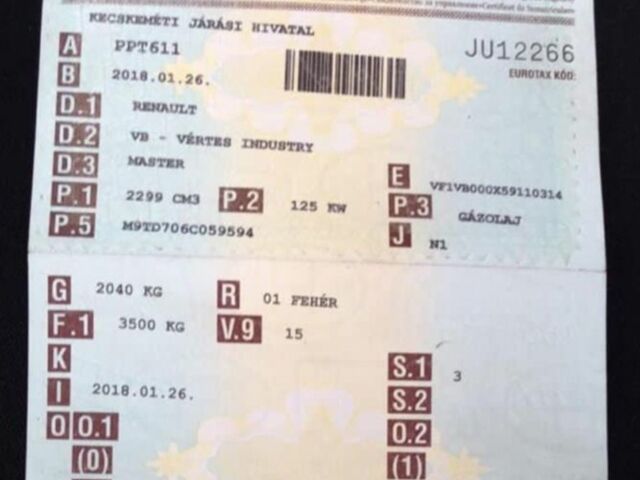 KECSKEMÉTI JÁRÁSI HIVATAL
A PPT611
JU12266
B 2018.01.26.
EUROTAX KÓD:
D.1 RENAULT
D.2 VB - VÉRTES INDUSTRY
D.3 MASTER
E VF1VB000X59110314
P.1 2299 CM3 P.2 125 KW P.3 GÁZOLAJ
P.5 M9TD706C059594
J N1
G 2040 KG R 01 FEHÉR
F.1 3500 KG V.9 15
K
S.1 3
I 2018.01.26.
S.2
O O.1
O.2
(0)
(1)